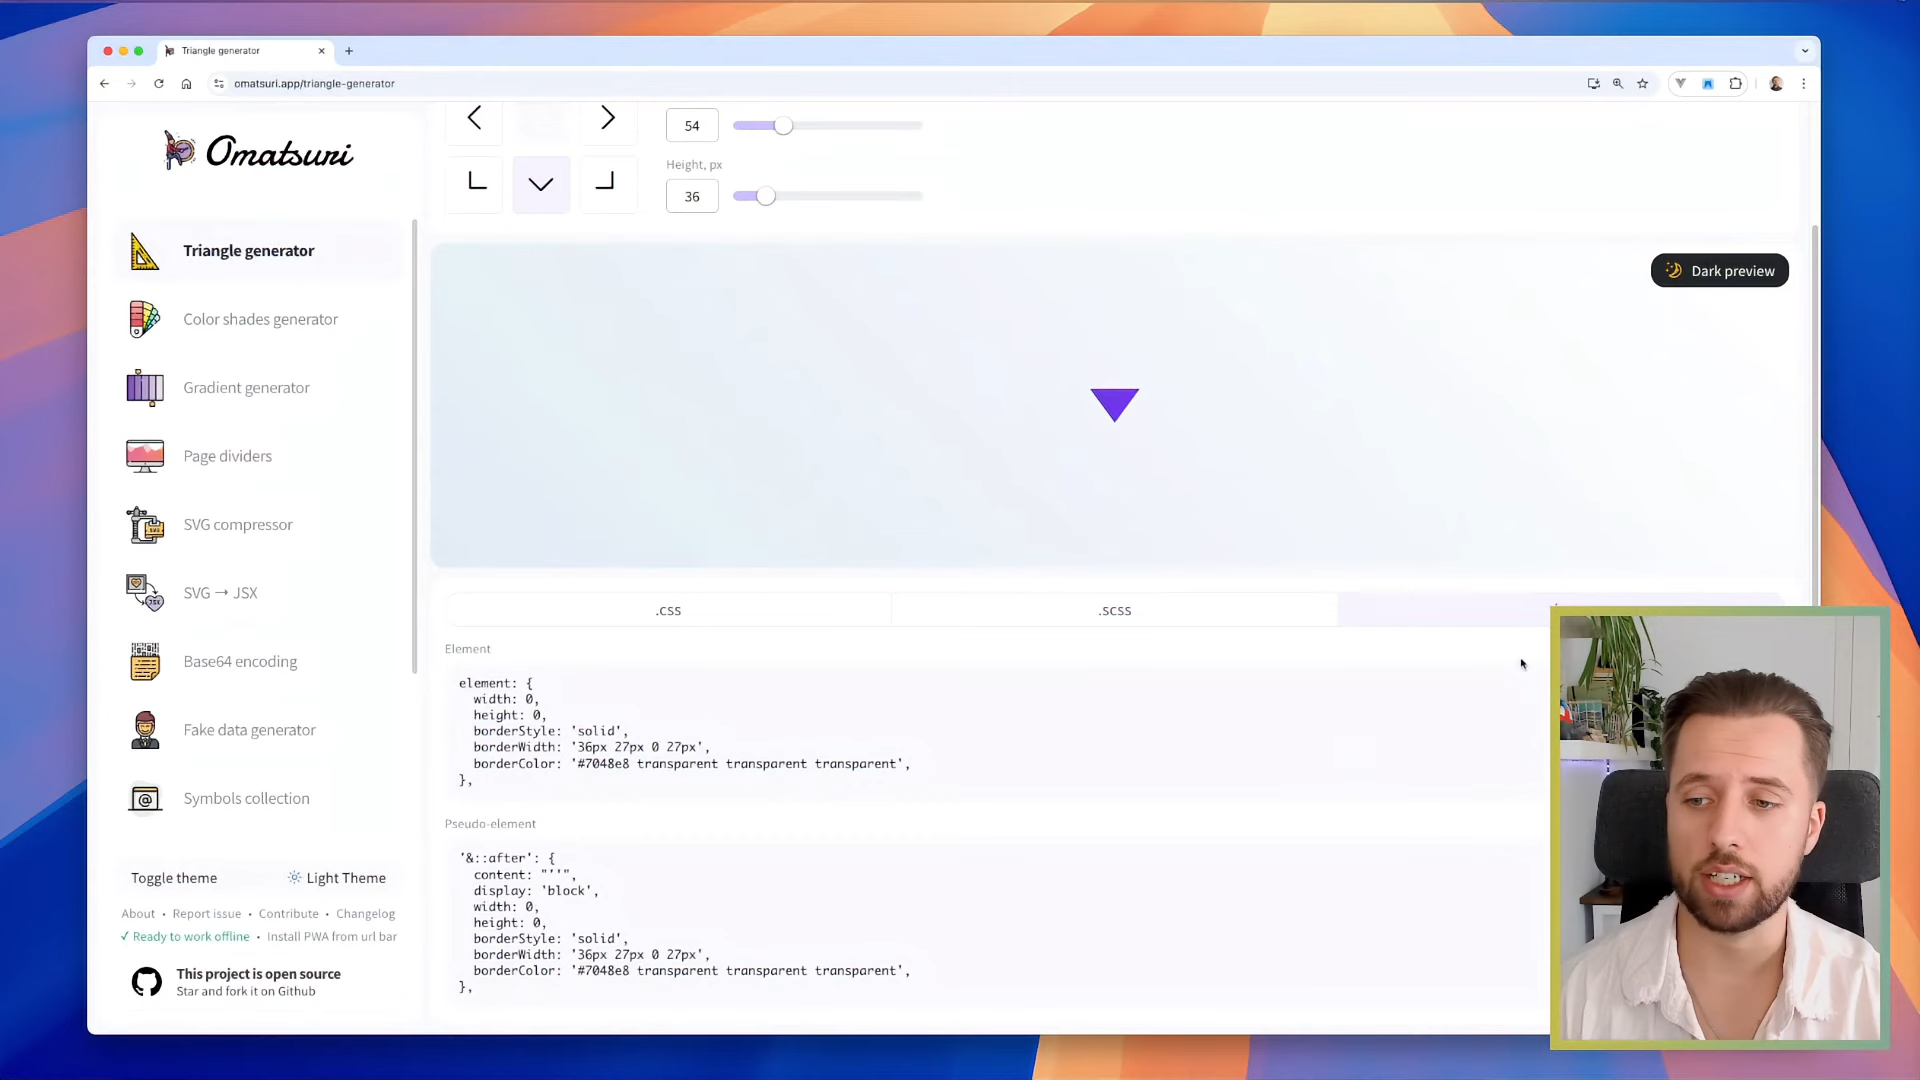 Triangle generator
omatsuri.app/triangle-generator
Omatsuri
Triangle generator
Color shades generator
Gradient generator
Page dividers
SVG compressor
SVG → JSX
Base64 encoding
Fake data generator
Symbols collection
Toggle theme
Light Theme
About • Report issue • Contribute • Changelog
✓ Ready to work offline • Install PWA from url bar
This project is open source
Star and fork it on Github
54
Height, px
36
Dark preview
.css
.scss
Element
element: {
width: 0,
height: 0,
borderStyle: 'solid',
borderWidth: '36px 27px 0 27px',
borderColor: '#7048e8 transparent transparent transparent',
},
Pseudo-element
'&::after': {
content: "''",
display: 'block',
width: 0,
height: 0,
borderStyle: 'solid',
borderWidth: '36px 27px 0 27px',
borderColor: '#7048e8 transparent transparent transparent',
},